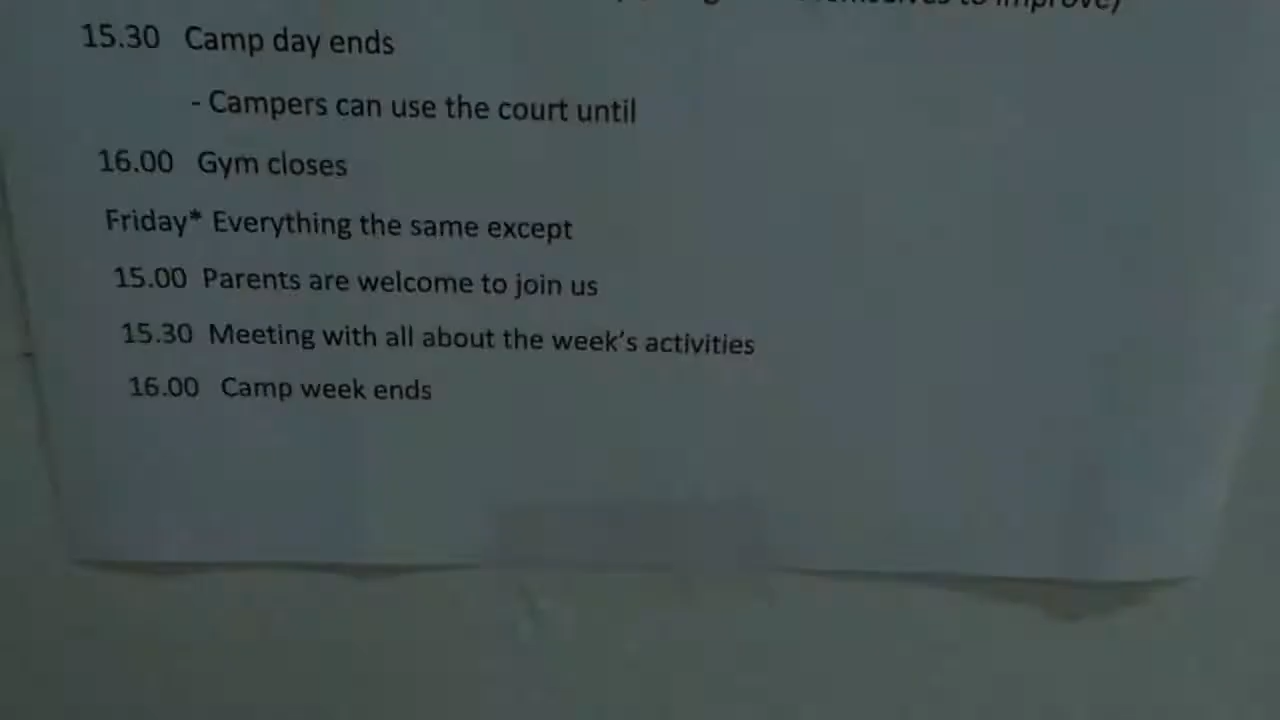 to improve)
15.30 Camp day ends
- Campers can use the court until
16.00 Gym closes
Friday* Everything the same except
15.00 Parents are welcome to join us
15.30 Meeting with all about the week's activities
16.00 Camp week ends